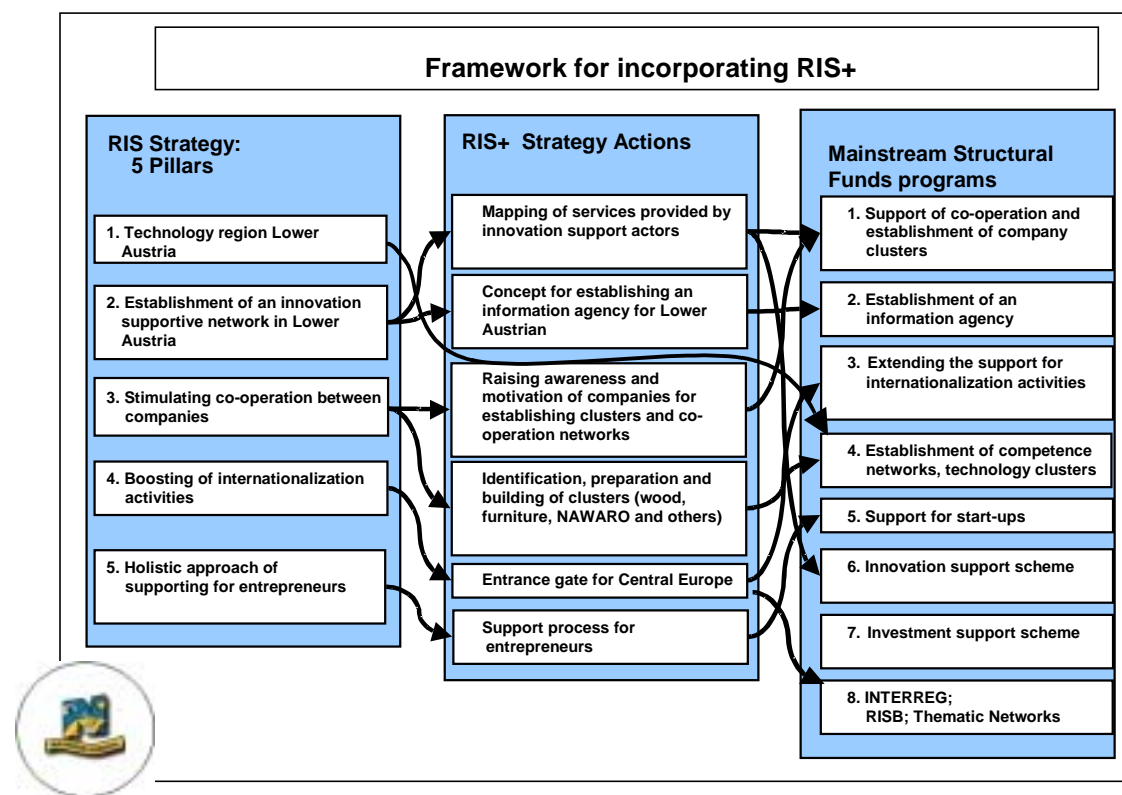 Framework for incorporating RIS+
RIS Strategy:
5 Pillars
1. Technology region Lower
Austria
2. Establishment of an innovation
supportive network in Lower
Austria
3. Stimulating co-operation between
companies
4. Boosting of internationalization
activities
5. Holistic approach of
supporting for entrepreneurs
RIS+ Strategy Actions
Mapping of services provided by
innovation support actors
Concept for establishing an
information agency for Lower
Austrian
Raising awareness and
motivation of companies for
establishing clusters and co-
operation networks
Identification, preparation and
building of clusters (wood,
furniture, NAWARO and others)
Entrance gate for Central Europe
Support process for
entrepreneurs
Mainstream Structural
Funds programs
1. Support of co-operation and
establishment of company
clusters
2. Establishment of an
information agency
3. Extending the support for
internationalization activities
4. Establishment of competence
networks, technology clusters
5. Support for start-ups
6. Innovation support scheme
7. Investment support scheme
8. INTERREG;
RISB; Thematic Networks